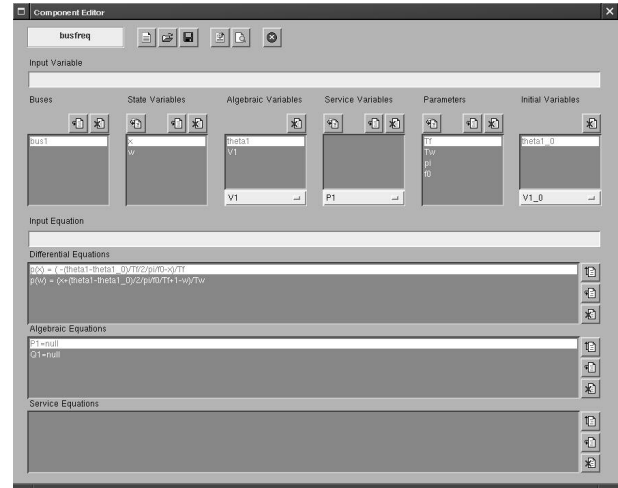 Component Editor
busfreq
Input Variable
Buses State Variables Algebraic Variables Service Variables Parameters Initial Variables
bus1 x theta1 Tf theta1_0
w V1 Tw
pi
f0
V1 P1 V1_0
Input Equation
Differential Equations
p(x) = ( -(theta1-theta1_0)/Tf/2/pi/f0-x)/Tf
p(w) = (x+(theta1-theta1_0)/2/pi/f0/Tf+1-w)/Tw
Algebraic Equations
P1=null
Q1=null
Service Equations